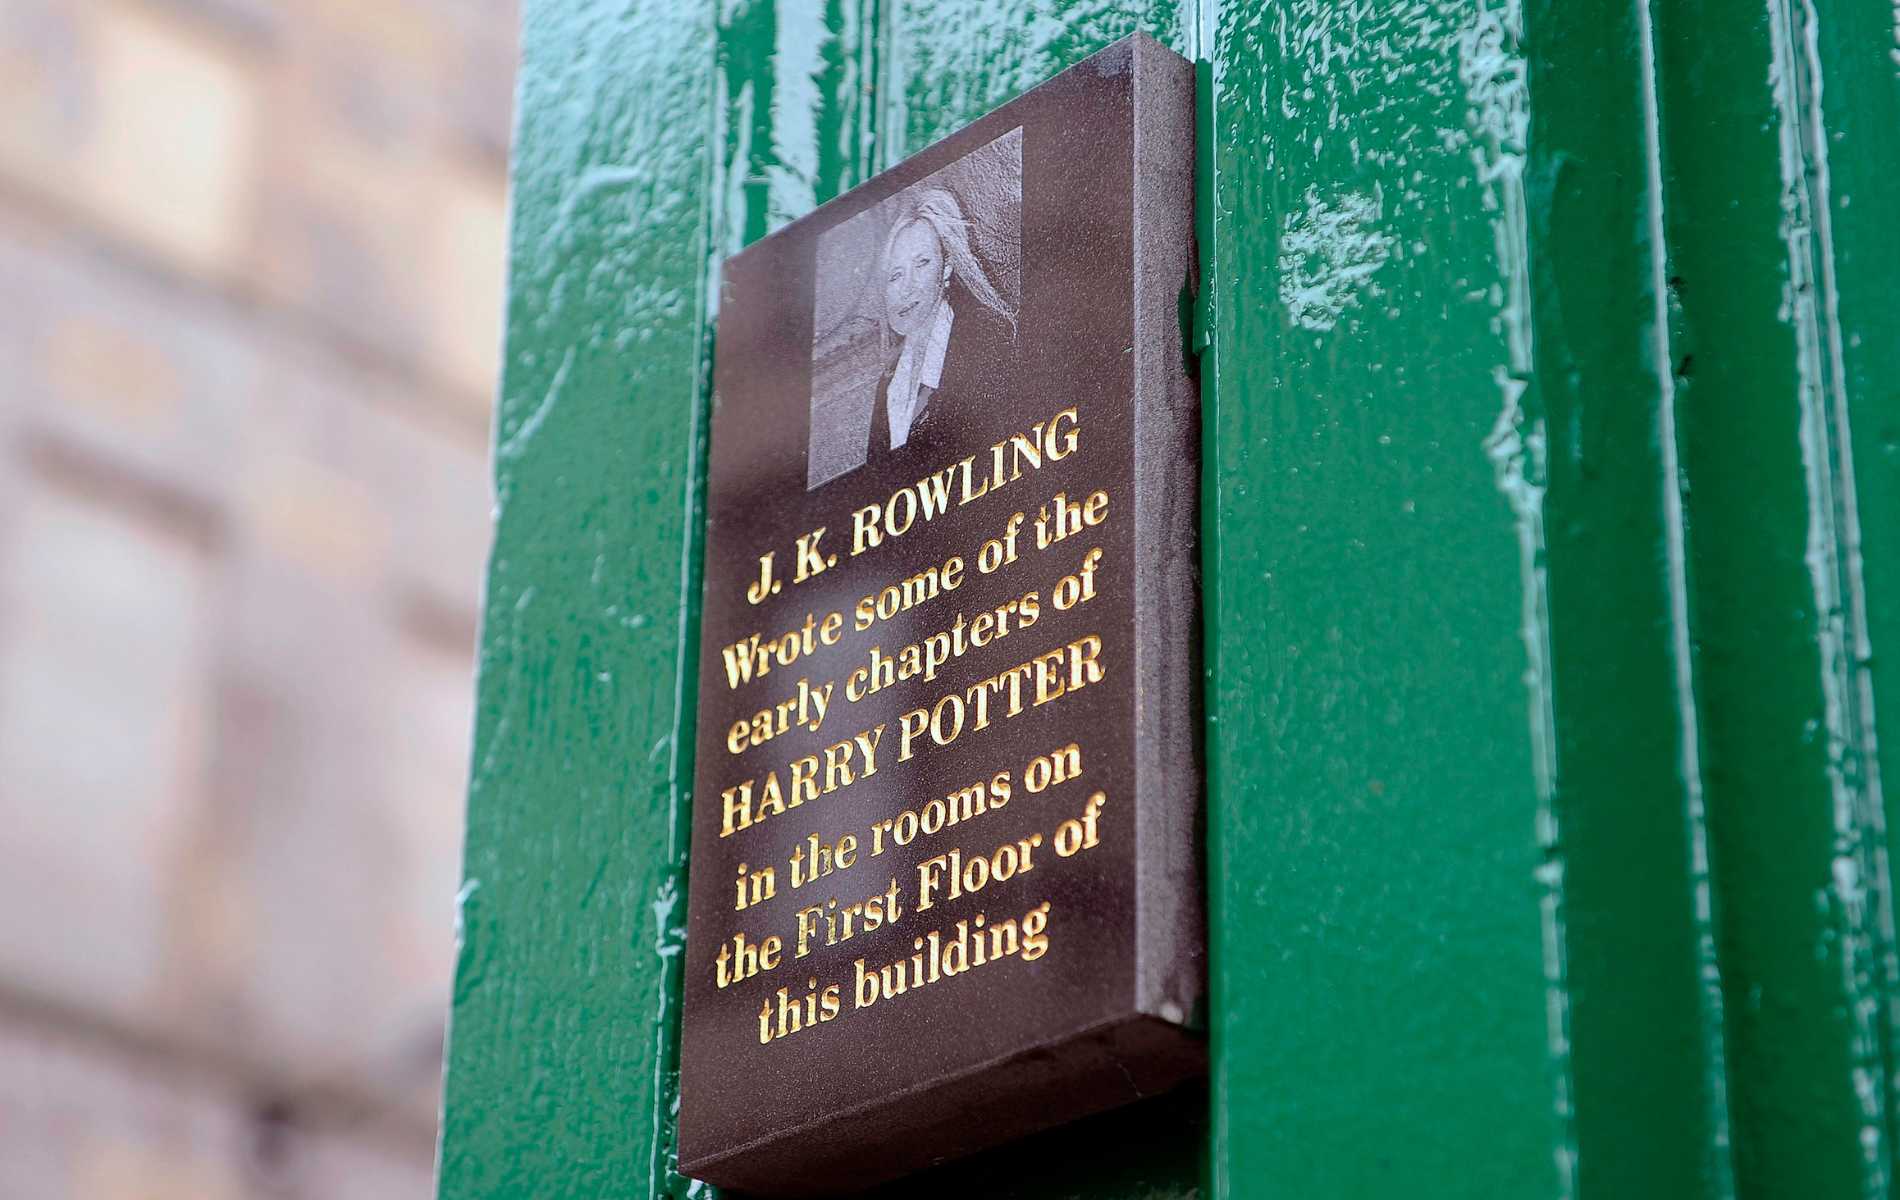 J. K. ROWLING
Wrote some of the
early chapters of
HARRY POTTER
in the rooms on
the First Floor of
this building